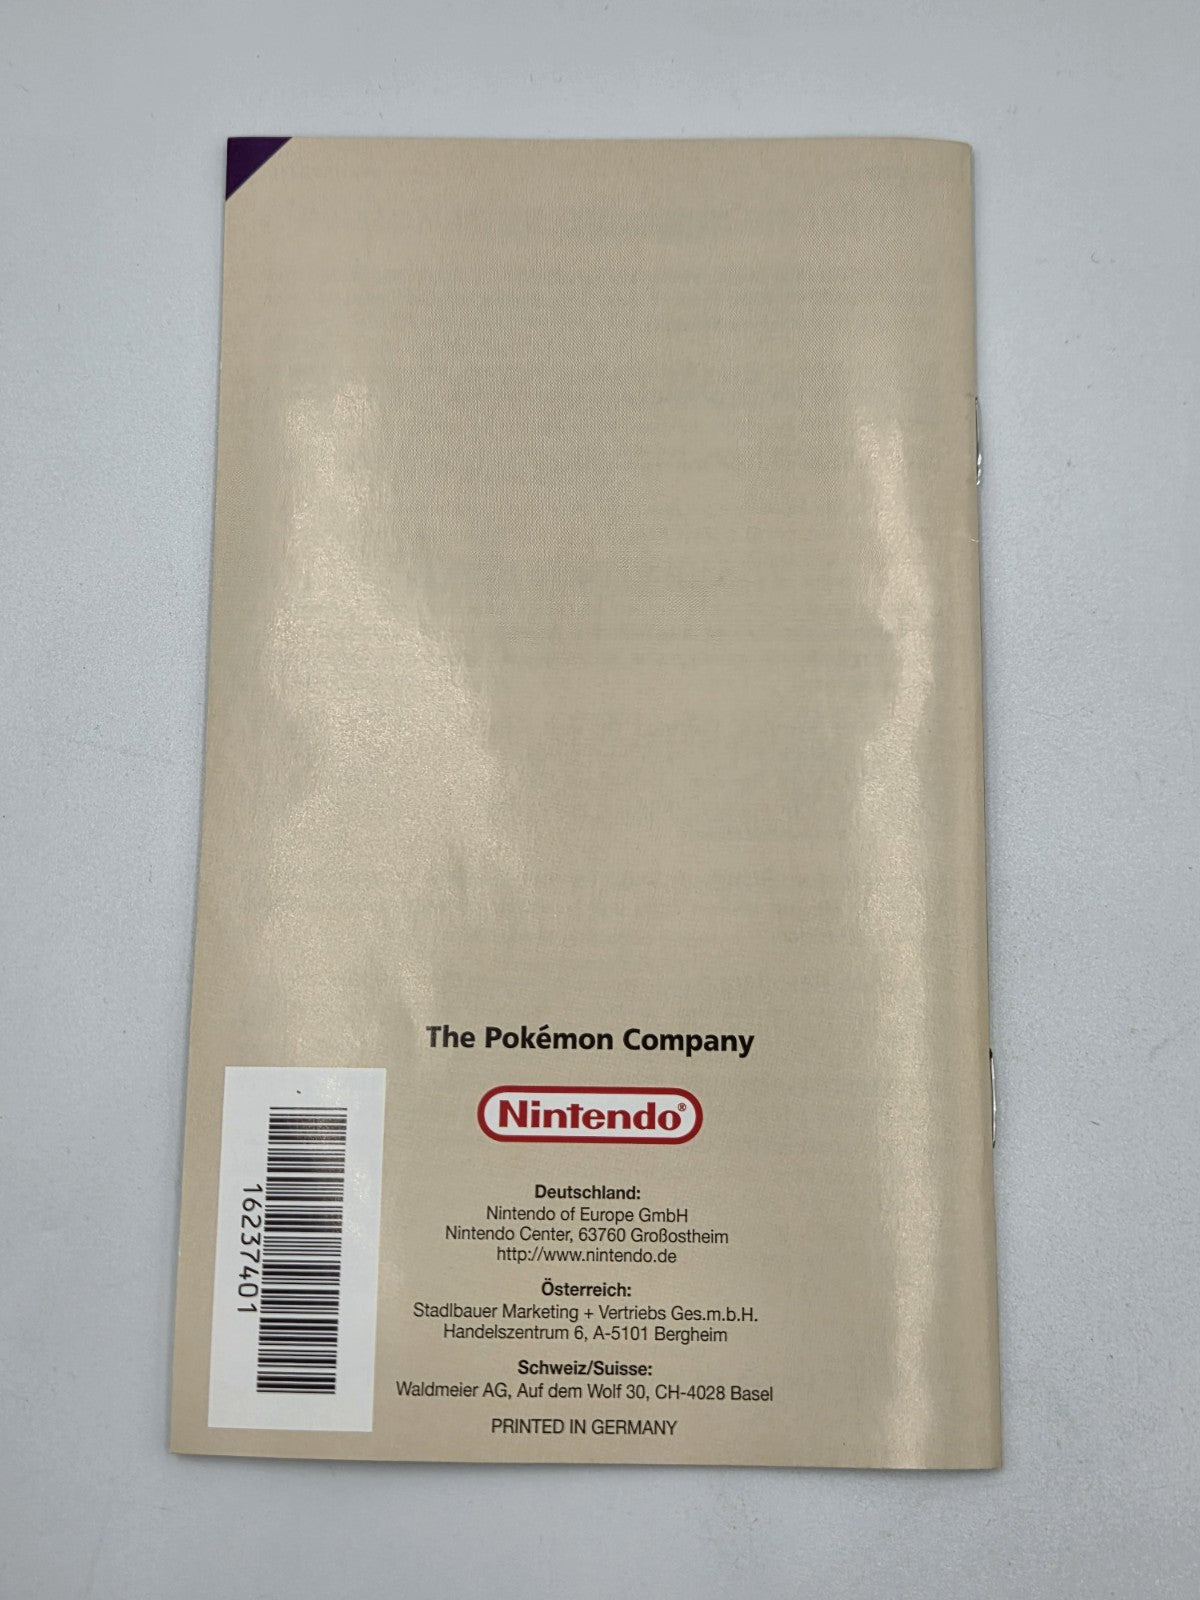 The Pokémon Company
Nintendo®
Deutschland:
Nintendo of Europe GmbH
Nintendo Center, 63760 Großostheim
http://www.nintendo.de
Österreich:
Stadlbauer Marketing + Vertriebs Ges.m.b.H.
Handelszentrum 6, A-5101 Bergheim
Schweiz/Suisse:
Waldmeier AG, Auf dem Wolf 30, CH-4028 Basel
PRINTED IN GERMANY
16237401